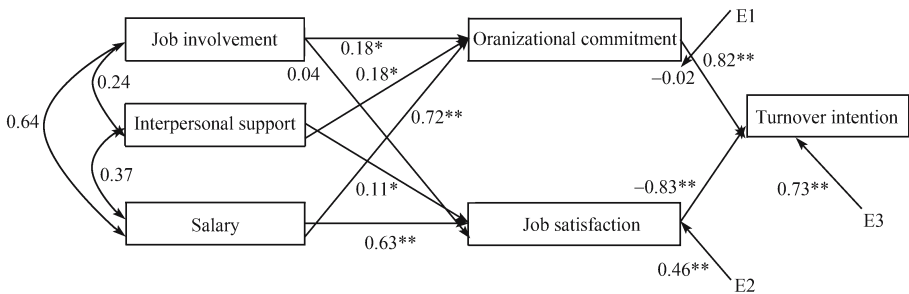 E1
Job involvement
Oranizational commitment
0.18*
0.82**
0.04
0.18*
−0.02
0.24
0.64
Interpersonal support
0.72**
Turnover intention
0.37
0.11*
−0.83**
0.73**
Salary
Job satisfaction
E3
0.63**
0.46**
E2